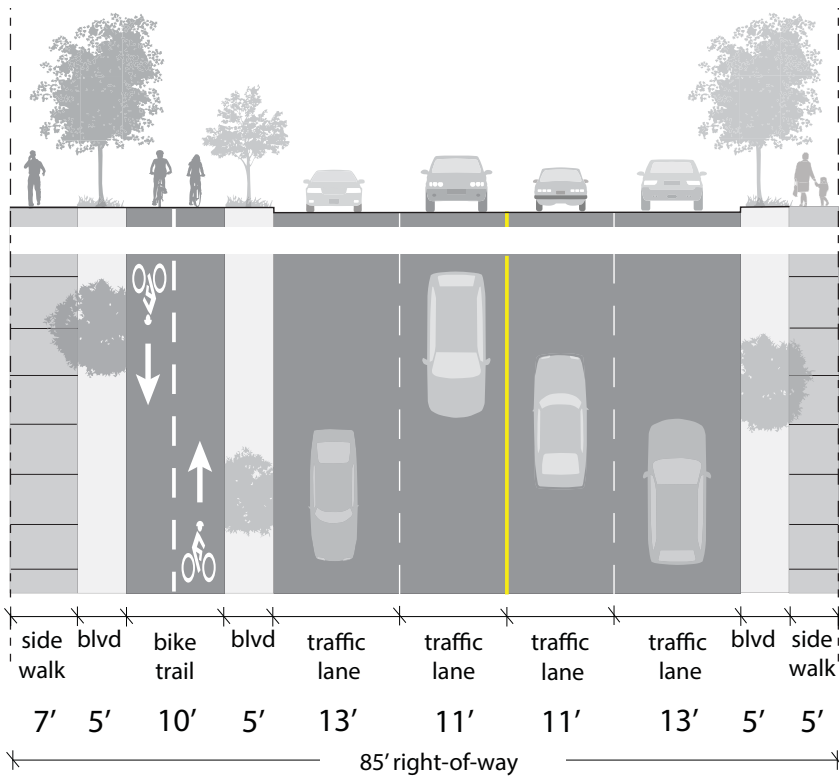 side walk
blvd
bike trail
blvd
traffic lane
traffic lane
traffic lane
traffic lane
blvd
side walk
7’ 5’ 10’ 5’ 13’ 11’ 11’ 13’ 5’ 5’
85’ right-of-way